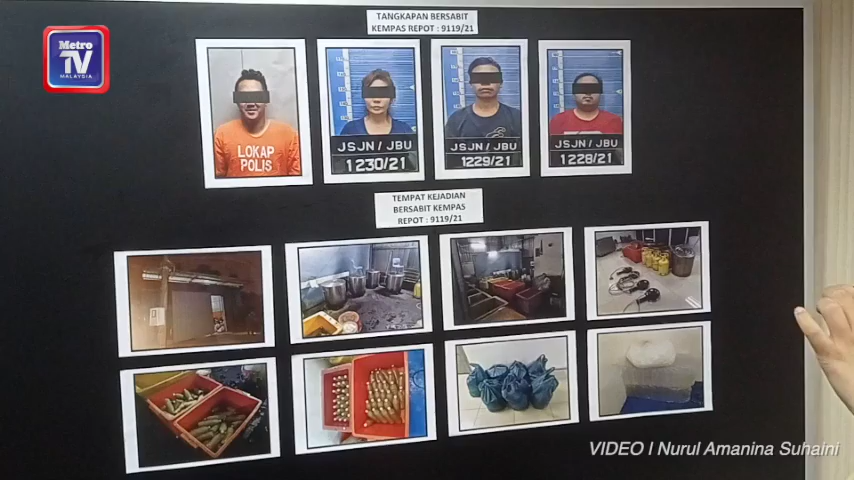 Metro
TV
MALAYSIA
TANGKAPAN BERSABIT
KEMPAS REPOT : 9119/21
LOKAP
POLIS
JSJN / JBU
1230/21
JSJN / JBU
1229/21
JSJN / JBU
1228/21
TEMPAT KEJADIAN
BERSABIT KEMPAS
REPOT : 9119/21
VIDEO I Nurul Amanina Suhaini